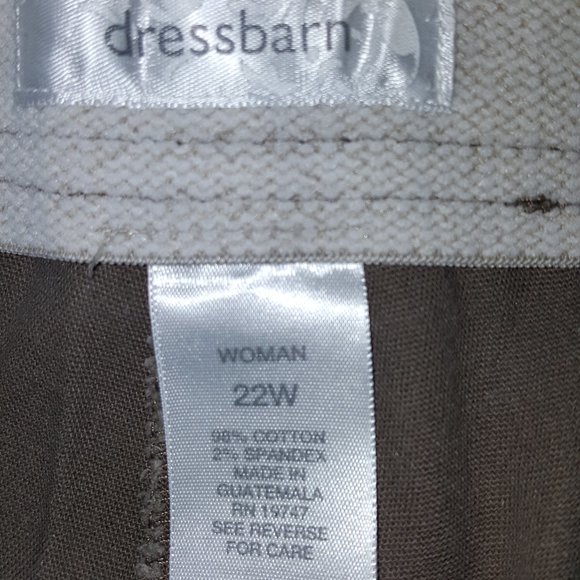 dressbarn
WOMAN
22W
98% COTTON
2% SPANDEX
MADE IN
GUATEMALA
RN 19747
SEE REVERSE
FOR CARE